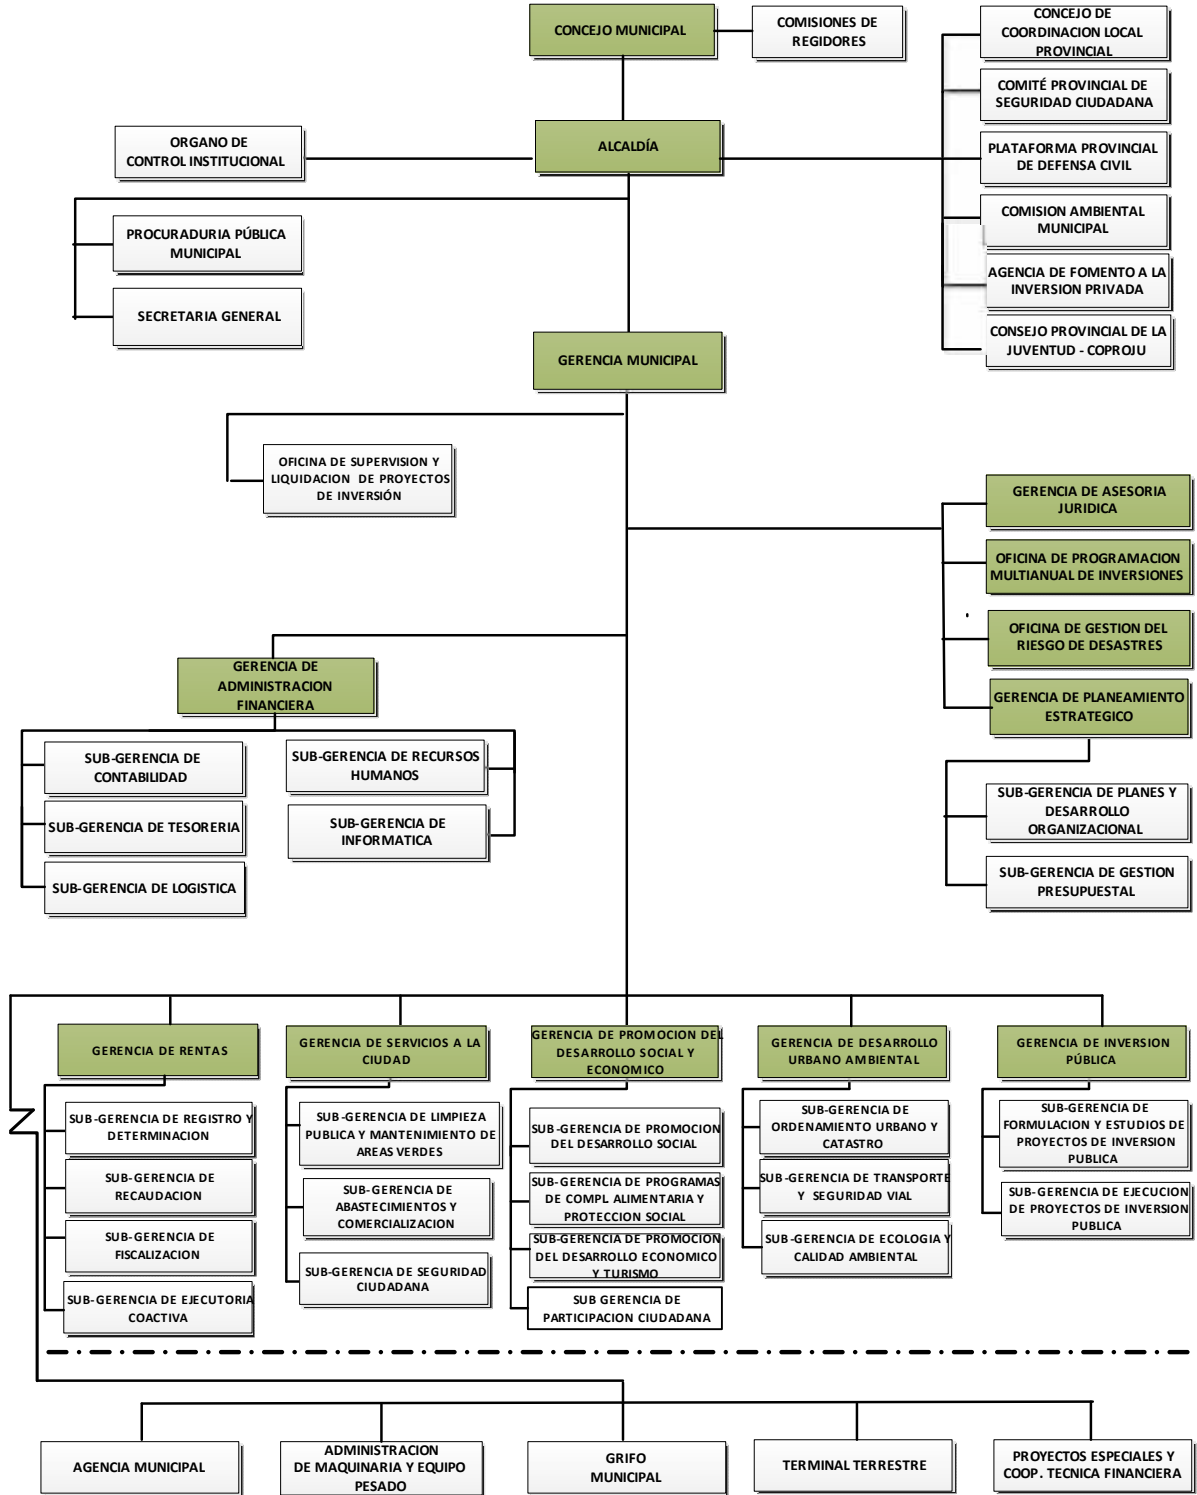 CONCEJO MUNICIPAL
COMISIONES DE
REGIDORES
CONCEJO DE
COORDINACION LOCAL
PROVINCIAL
COMITÉ PROVINCIAL DE
SEGURIDAD CIUDADANA
ORGANO DE
CONTROL INSTITUCIONAL
ALCALDÍA
PLATAFORMA PROVINCIAL
DE DEFENSA CIVIL
PROCURADURIA PÚBLICA
MUNICIPAL
COMISION AMBIENTAL
MUNICIPAL
AGENCIA DE FOMENTO A LA
INVERSION PRIVADA
SECRETARIA GENERAL
CONSEJO PROVINCIAL DE LA
JUVENTUD - COPROJU
GERENCIA MUNICIPAL
OFICINA DE SUPERVISION Y
LIQUIDACION DE PROYECTOS
DE INVERSIÓN
GERENCIA DE ASESORIA
JURIDICA
OFICINA DE PROGRAMACION
MULTIANUAL DE INVERSIONES
OFICINA DE GESTION DEL
RIESGO DE DESASTRES
GERENCIA DE PLANEAMIENTO
ESTRATEGICO
GERENCIA DE
ADMINISTRACION
FINANCIERA
SUB-GERENCIA DE
CONTABILIDAD
SUB-GERENCIA DE RECURSOS
HUMANOS
SUB-GERENCIA DE TESORERIA
SUB-GERENCIA DE
INFORMATICA
SUB-GERENCIA DE LOGISTICA
SUB-GERENCIA DE PLANES Y
DESARROLLO
ORGANIZACIONAL
SUB-GERENCIA DE GESTION
PRESUPUESTAL
GERENCIA DE RENTAS
GERENCIA DE SERVICIOS A LA
CIUDAD
GERENCIA DE PROMOCION DEL
DESARROLLO SOCIAL Y
ECONOMICO
GERENCIA DE DESARROLLO
URBANO AMBIENTAL
GERENCIA DE INVERSION
PÚBLICA
SUB-GERENCIA DE REGISTRO Y
DETERMINACION
SUB-GERENCIA DE
RECAUDACION
SUB-GERENCIA DE
FISCALIZACION
SUB-GERENCIA DE EJECUTORIA
COACTIVA
SUB-GERENCIA DE LIMPIEZA
PUBLICA Y MANTENIMIENTO DE
AREAS VERDES
SUB-GERENCIA DE
ABASTECIMIENTOS Y
COMERCIALIZACION
SUB-GERENCIA DE SEGURIDAD
CIUDADANA
SUB-GERENCIA DE PROMOCION
DEL DESARROLLO SOCIAL
SUB-GERENCIA DE PROGRAMAS
DE COMPL ALIMENTARIA Y
PROTECCION SOCIAL
SUB-GERENCIA DE PROMOCION
DEL DESARROLLO ECONOMICO
Y TURISMO
SUB GERENCIA DE
PARTICIPACION CIUDADANA
SUB-GERENCIA DE
ORDENAMIENTO URBANO Y
CATASTRO
SUB-GERENCIA DE TRANSPORTE
Y SEGURIDAD VIAL
SUB-GERENCIA DE ECOLOGIA Y
CALIDAD AMBIENTAL
SUB-GERENCIA DE
FORMULACION Y ESTUDIOS DE
PROYECTOS DE INVERSION
PUBLICA
SUB-GERENCIA DE EJECUCION
DE PROYECTOS DE INVERSION
PUBLICA
AGENCIA MUNICIPAL
ADMINISTRACION
DE MAQUINARIA Y EQUIPO
PESADO
GRIFO
MUNICIPAL
TERMINAL TERRESTRE
PROYECTOS ESPECIALES Y
COOP. TECNICA FINANCIERA